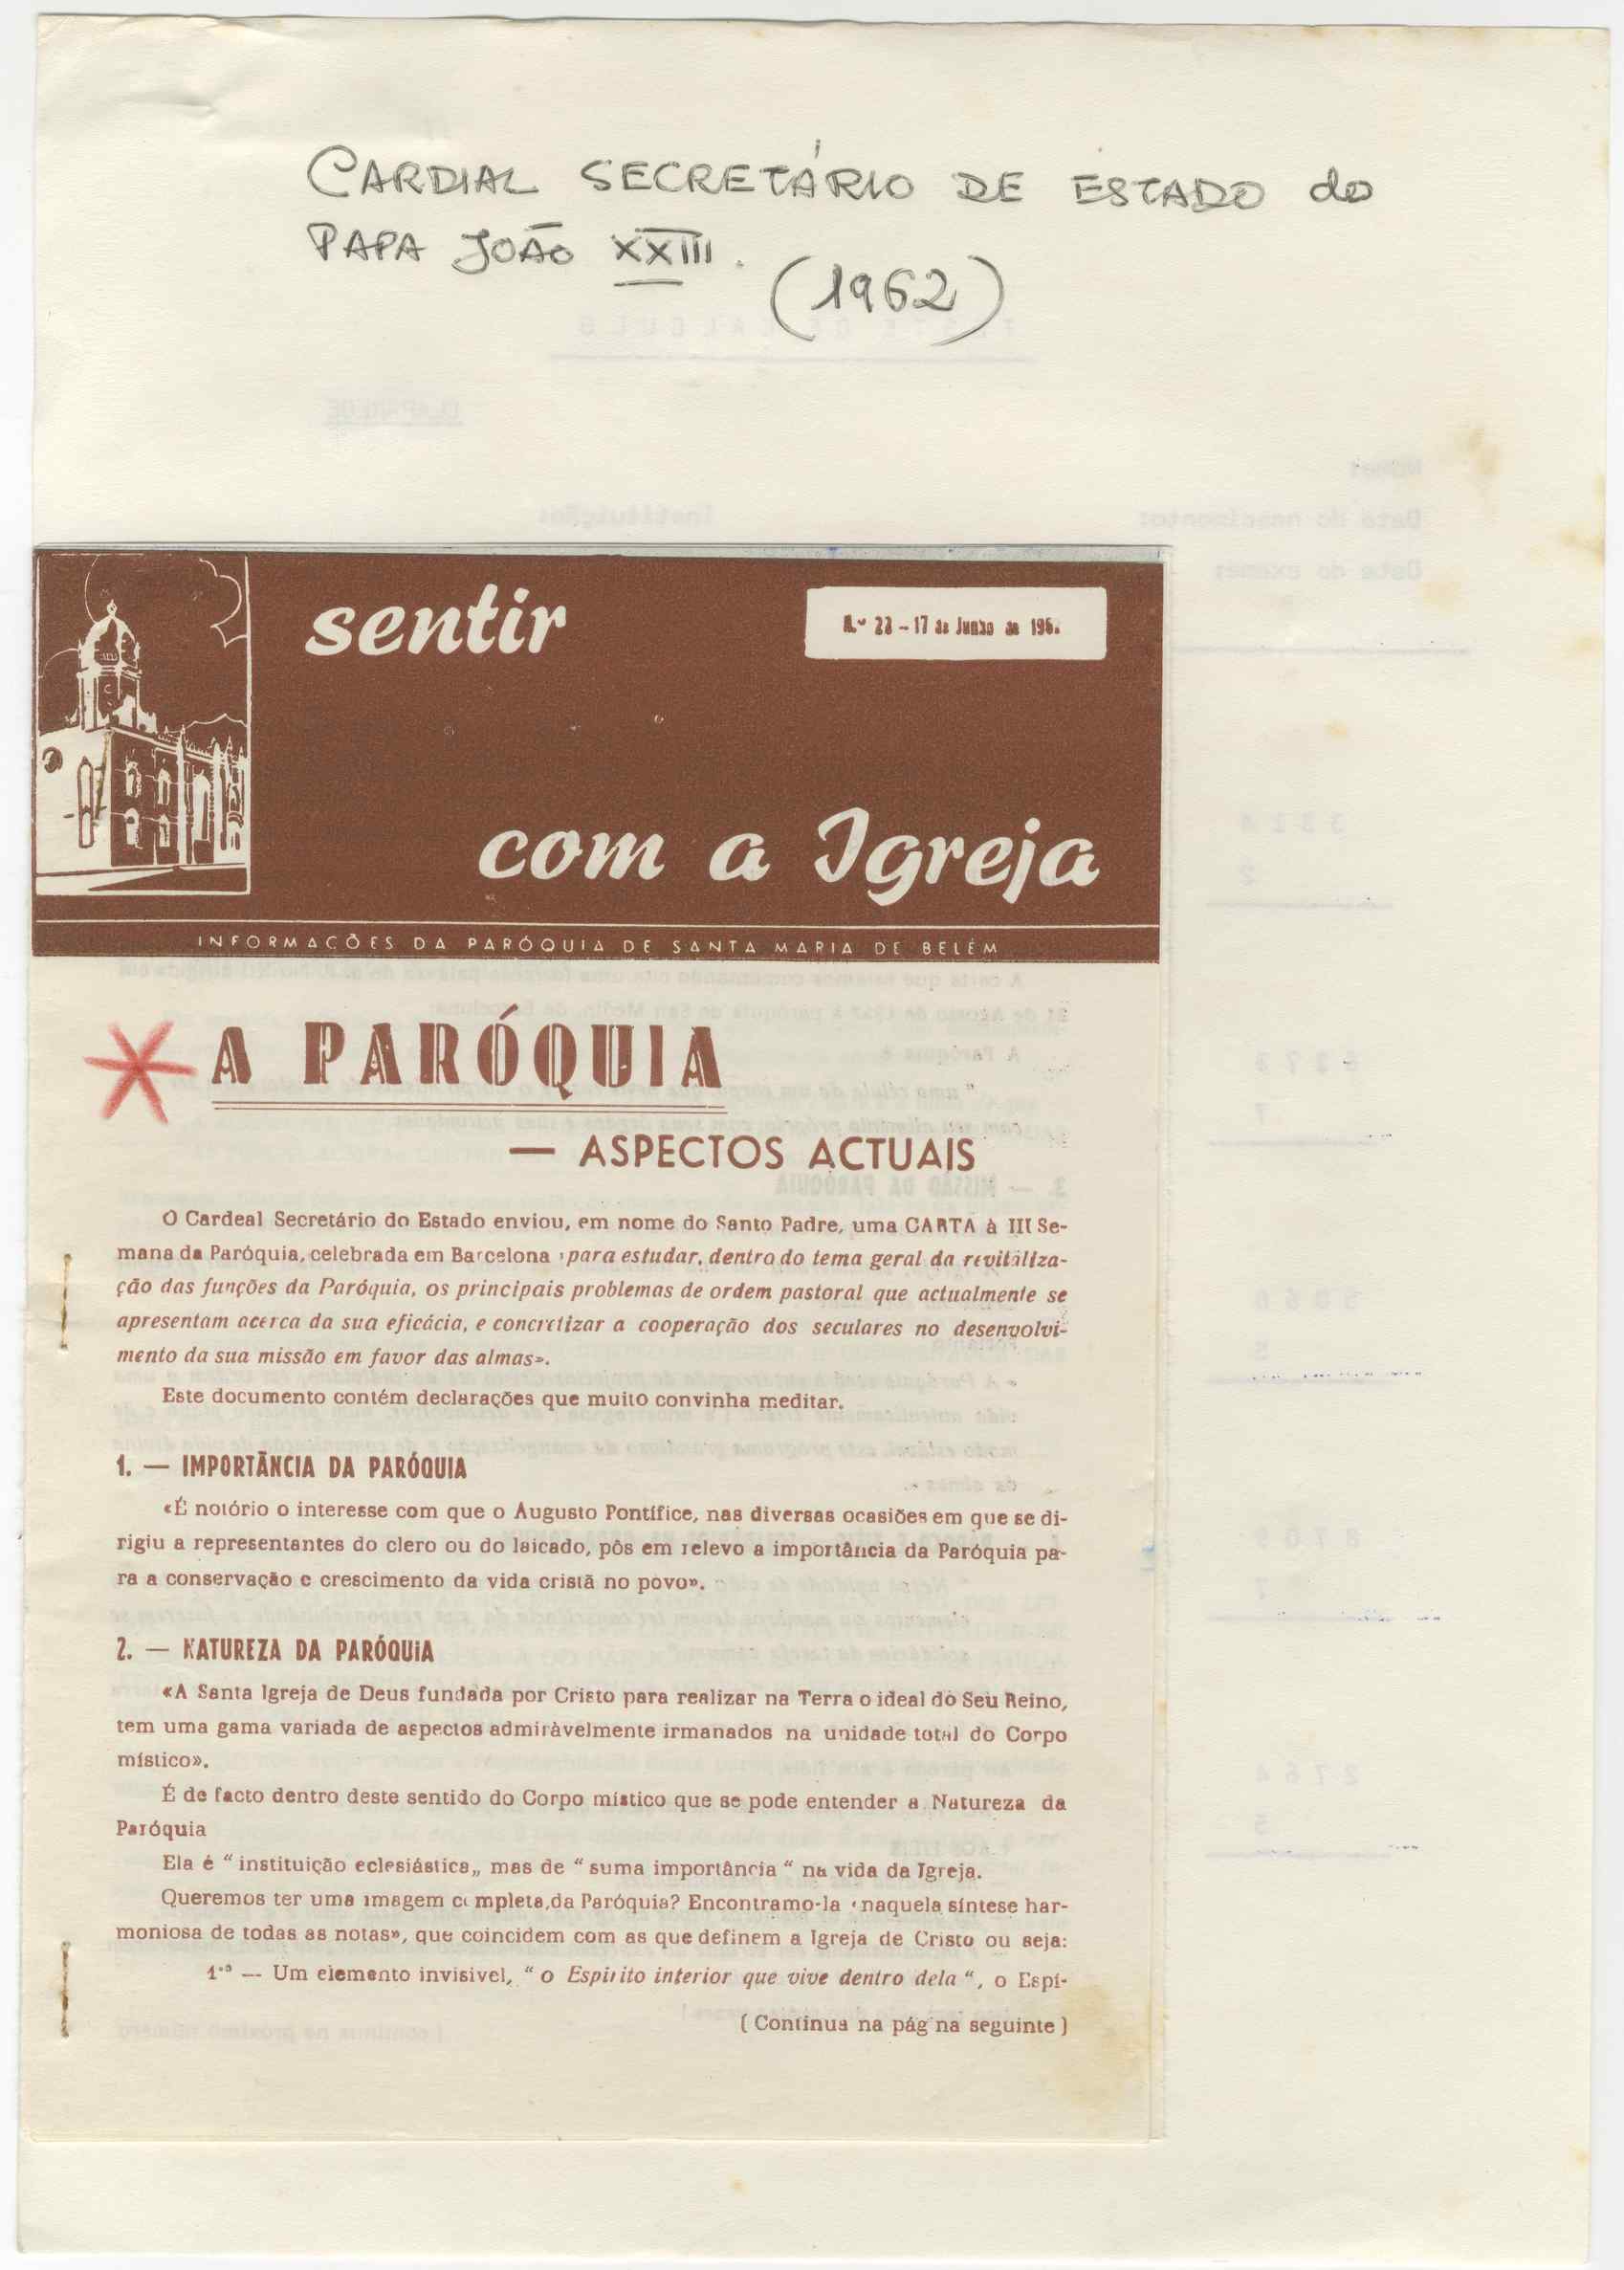 CARDIAL SECRETÁRIO DE ESTADO do
PAPA JOÃO XXIII.
(1962)
sentir
N.º 22 – 17 de Junho de 196.
com a Igreja
INFORMAÇÕES DA PARÓQUIA DE SANTA MARIA DE BELÉM
* A PARÓQUIA
— ASPECTOS ACTUAIS
O Cardeal Secretário do Estado enviou, em nome do Santo Padre, uma CARTA à III Se-
mana da Paróquia, celebrada em Barcelona «para estudar, dentro do tema geral da revitaliza-
ção das funções da Paróquia, os principais problemas de ordem pastoral que actualmente se
apresentam acerca da sua eficácia, e concretizar a cooperação dos seculares no desenvolvi-
mento da sua missão em favor das almas».
Este documento contém declarações que muito convinha meditar.
1. — IMPORTÂNCIA DA PARÓQUIA
«É notório o interesse com que o Augusto Pontífice, nas diversas ocasiões em que se di-
rigiu a representantes do clero ou do laicado, pôs em relevo a importância da Paróquia pa-
ra a conservação e crescimento da vida cristã no povo».
2. — NATUREZA DA PARÓQUIA
«A Santa Igreja de Deus fundada por Cristo para realizar na Terra o ideal do Seu Reino,
tem uma gama variada de aspectos admiràvelmente irmanados na unidade total do Corpo
místico».
É de facto dentro deste sentido do Corpo místico que se pode entender a Natureza da
Paróquia
Ela é “ instituição eclesiástica„ mas de “ suma importância “ na vida da Igreja.
Queremos ter uma imagem completa,da Paróquia? Encontramo-la «naquela síntese har-
moniosa de todas as notas», que coincidem com as que definem a Igreja de Cristo ou seja:
1.º — Um elemento invisivel, “ o Espirito interior que vive dentro dela “, o Espí-
( Continua na página seguinte )